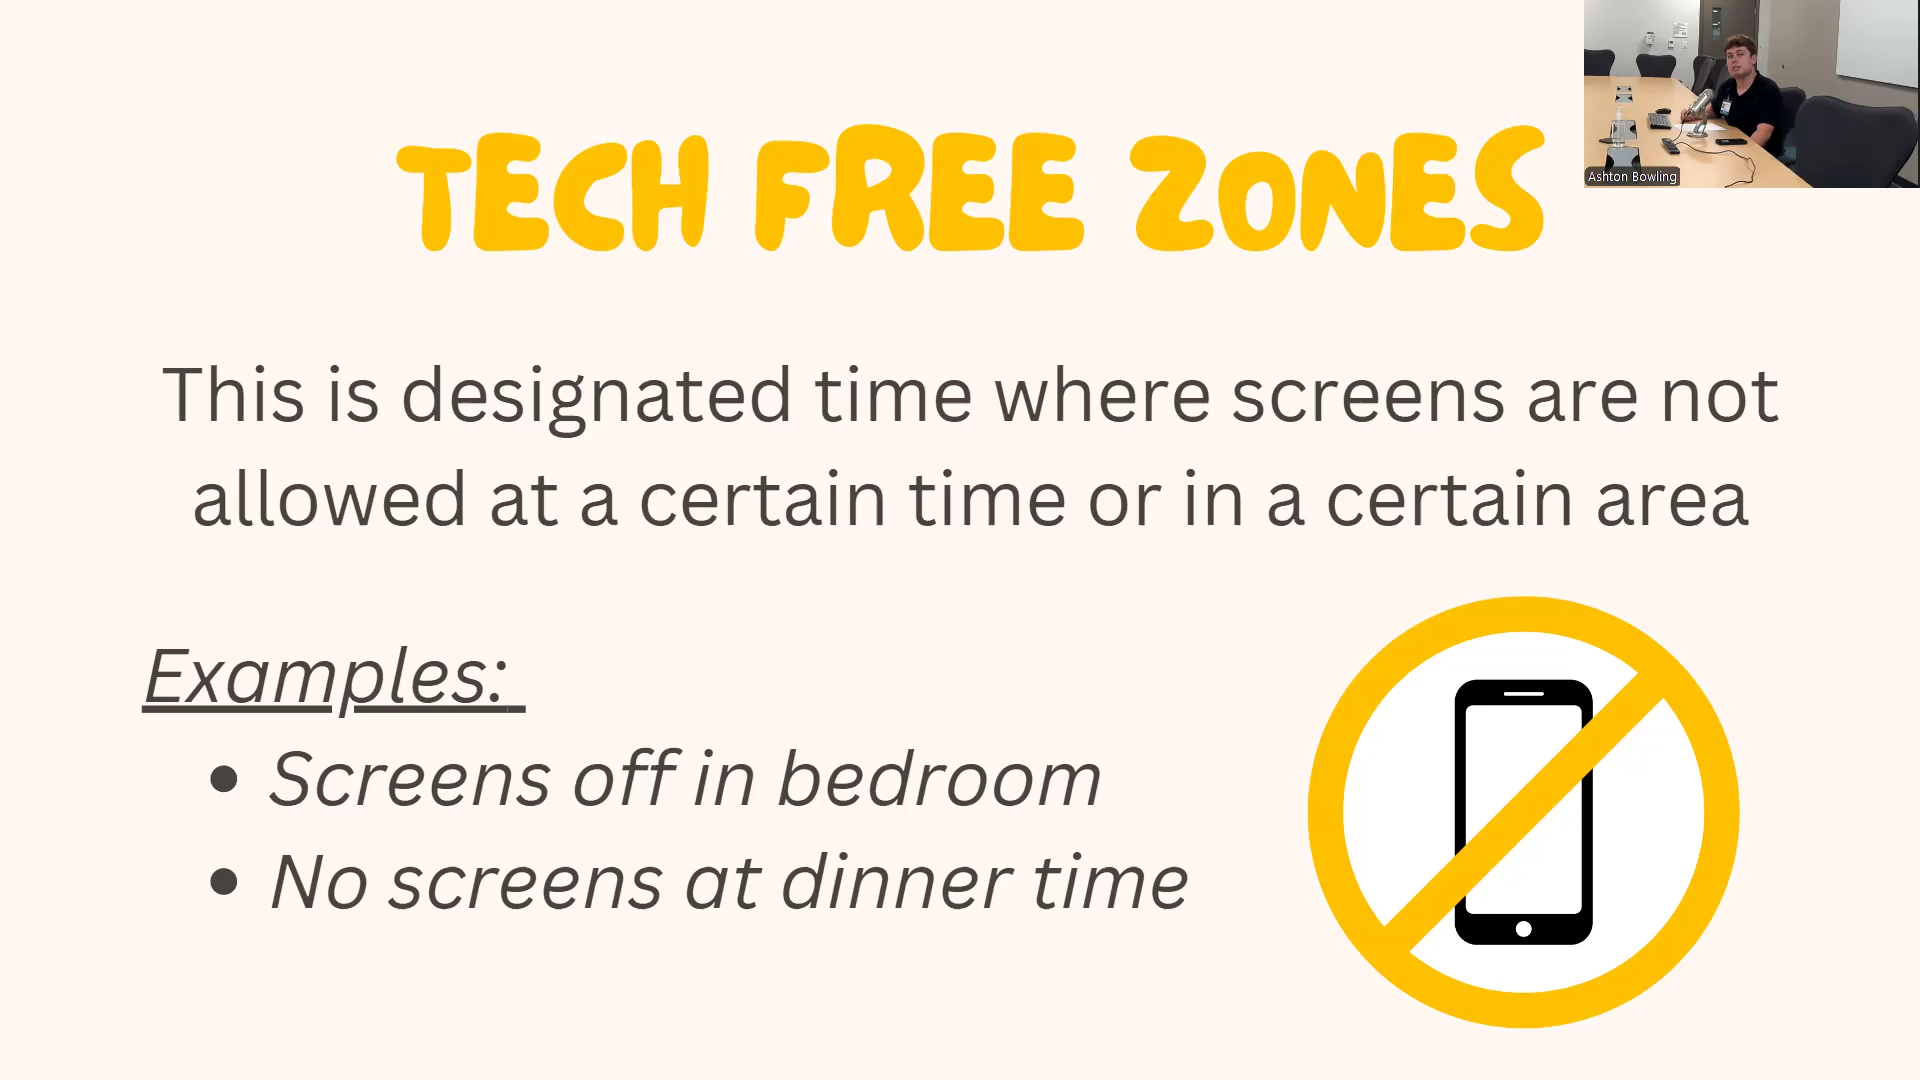 TECH FREE ZONES
Ashton Bowling
This is designated time where screens are not
allowed at a certain time or in a certain area
Examples:
• Screens off in bedroom
• No screens at dinner time